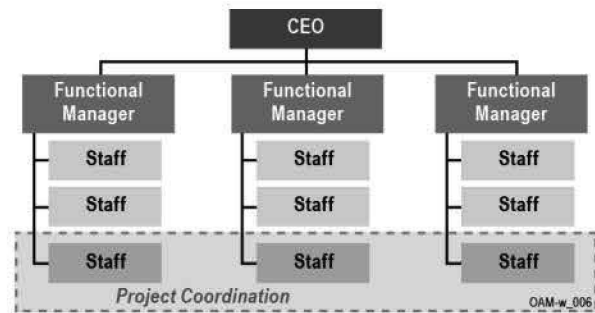 CEO
Functional
Manager
Functional
Manager
Functional
Manager
Staff
Staff
Staff
Staff
Staff
Staff
Staff
Staff
Staff
Project Coordination
OAM-w_006